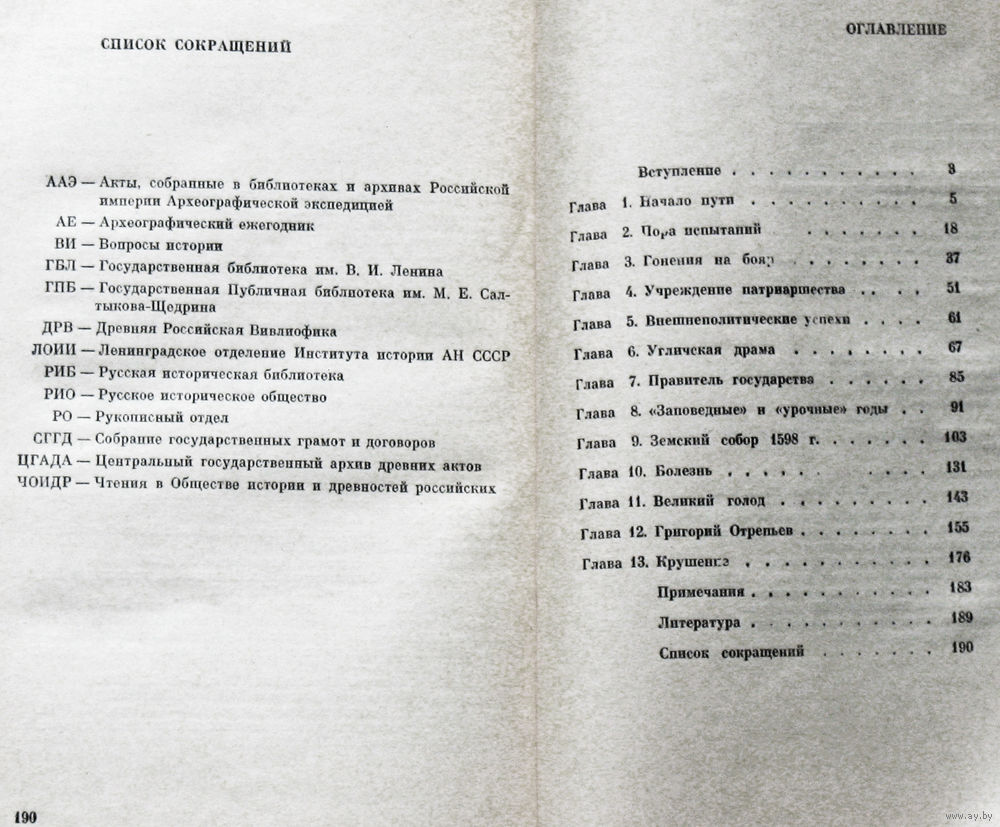 СПИСОК СОКРАЩЕНИЙ
ААЭ — Акты, собранные в библиотеках и архивах Российской
империи Археографической экспедицией
АЕ — Археографический ежегодник
ВИ — Вопросы истории
ГБЛ — Государственная библиотека им. В. И. Ленина
ГПБ — Государственная Публичная библиотека им. М. Е. Сал-
тыкова-Щедрина
ДРВ — Древняя Российская Вивлиофика
ЛОИИ — Ленинградское отделение Института истории АН СССР
РИБ — Русская историческая библиотека
РИО — Русское историческое общество
РО — Рукописный отдел
СГГД — Собрание государственных грамот и договоров
ЦГАДА — Центральный государственный архив древних актов
ЧОИДР — Чтения в Обществе истории и древностей российских
190
ОГЛАВЛЕНИЕ
Вступление . . . . . . . . . . 3
Глава 1. Начало пути . . . . . . . . . 5
Глава 2. Пора испытаний . . . . . . 18
Глава 3. Гонения на бояр . . . . . . . . 37
Глава 4. Учреждение патриаршества . . . . 51
Глава 5. Внешнеполитические успехи . . . . 61
Глава 6. Угличская драма . . . . . . . 67
Глава 7. Правитель государства . . . . . . 85
Глава 8. «Заповедные» и «урочные» годы . . 91
Глава 9. Земский собор 1598 г. . . . . . . 103
Глава 10. Болезнь . . . . . . . . . 131
Глава 11. Великий голод . . . . . . . . 143
Глава 12. Григорий Отрепьев . . . . . . . 155
Глава 13. Крушение . . . . . . . . . 176
Примечания . . . . . . . . . 183
Литература . . . . . . . . . 189
Список сокращений . . . . . . . 190
www.ay.by